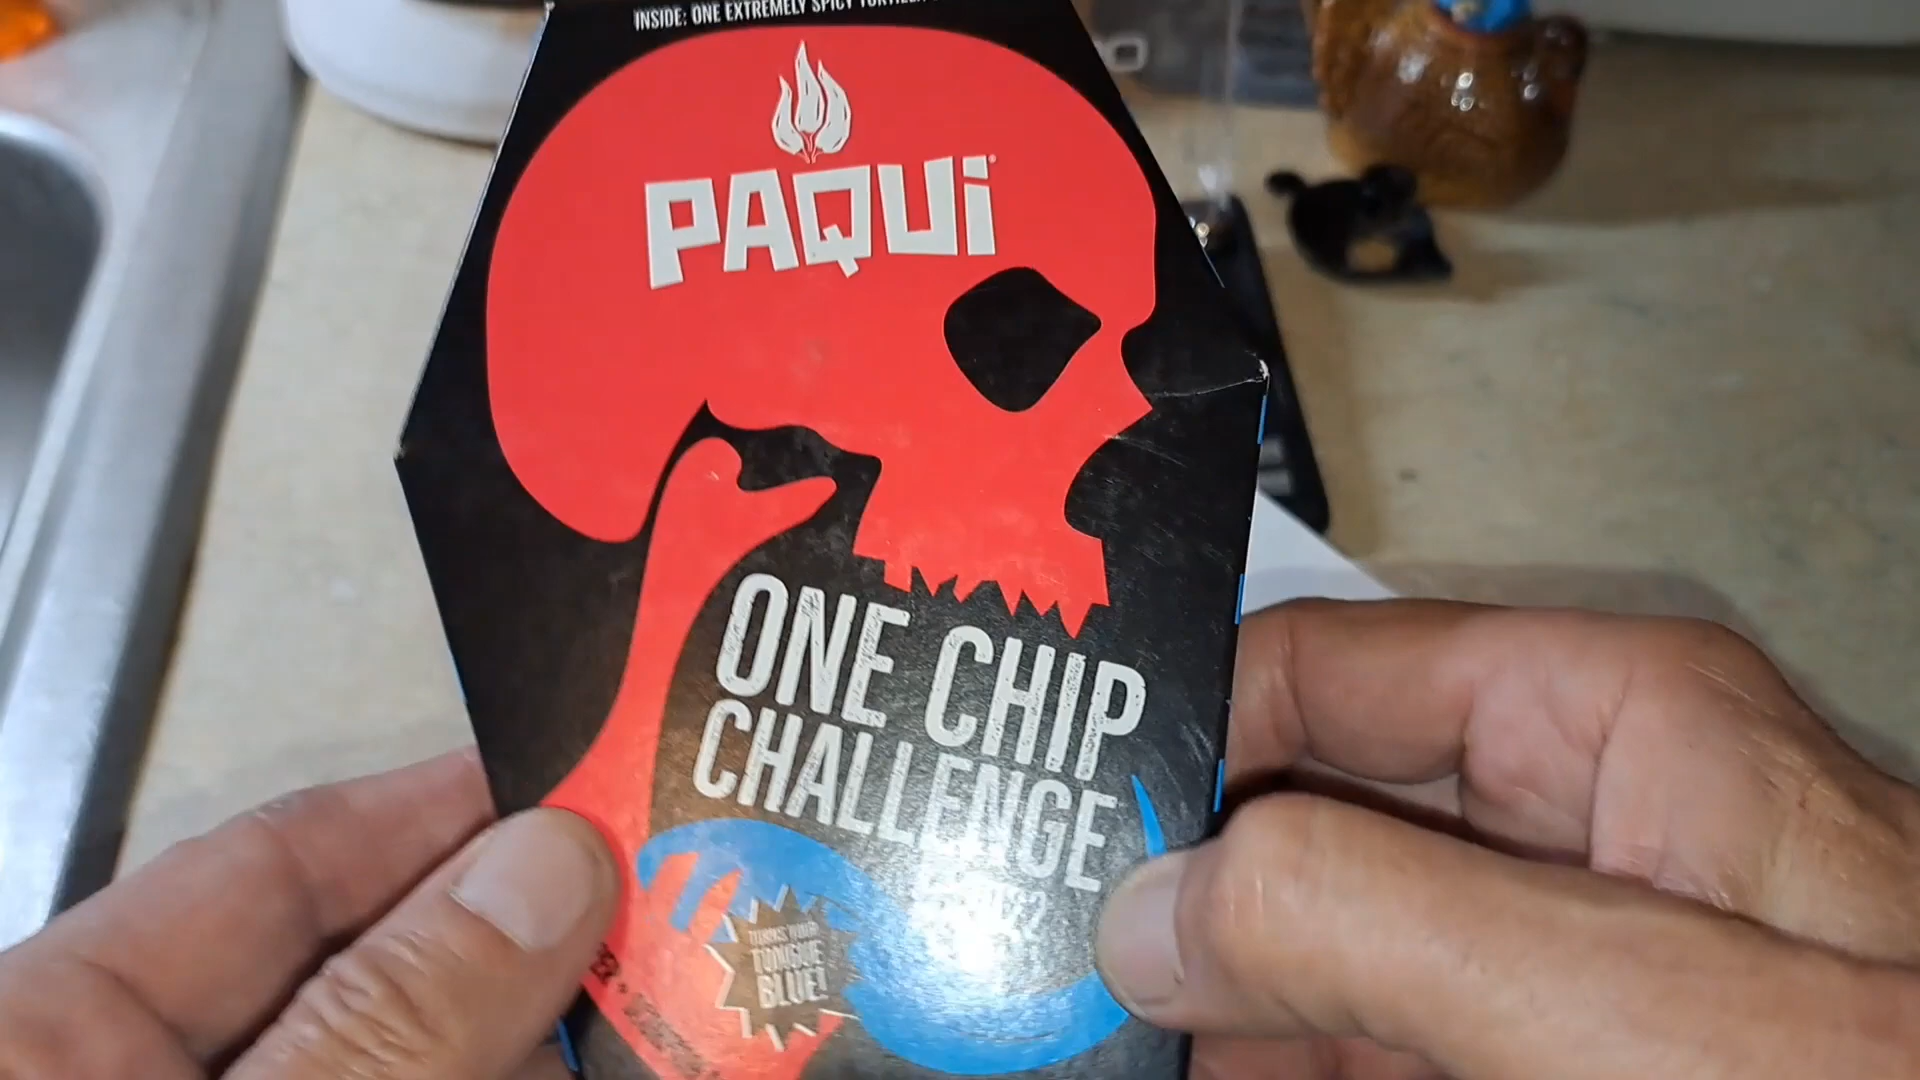 INSIDE: ONE EXTREMELY SPICY
PAQUI
ONE CHIP
CHALLENGE
TURNS YOUR
TONGUE
BLUE!